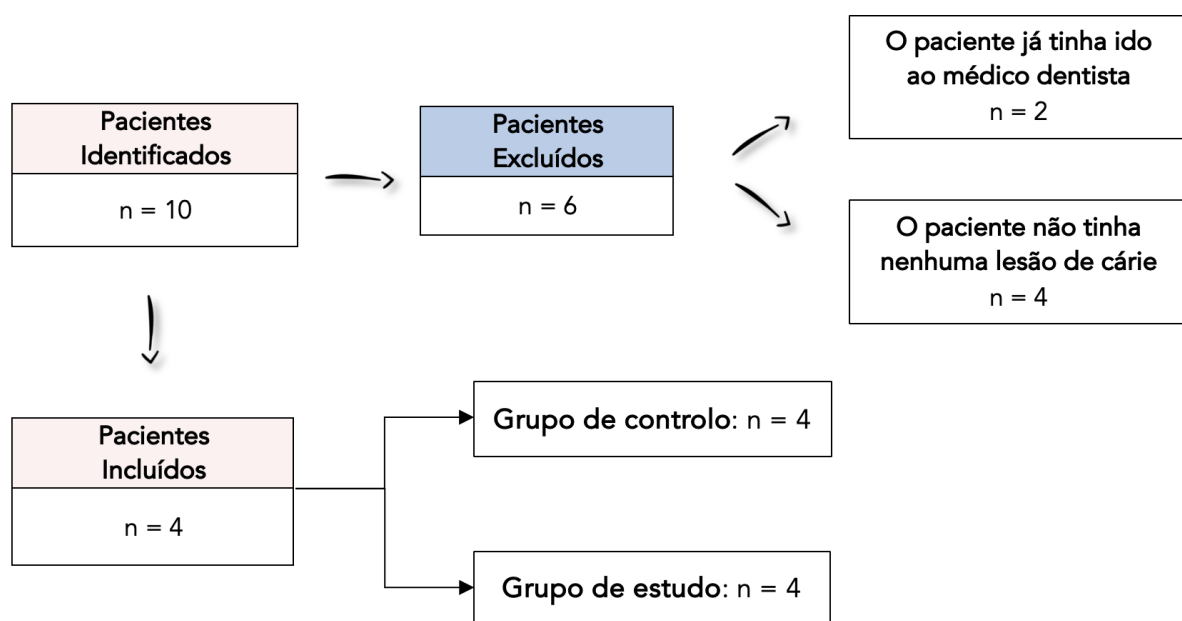 Pacientes
Identificados
n = 10
Pacientes
Excluídos
n = 6
O paciente já tinha ido
ao médico dentista
n = 2
O paciente não tinha
nenhuma lesão de cárie
n = 4
Pacientes
Incluídos
n = 4
Grupo de controlo: n = 4
Grupo de estudo: n = 4